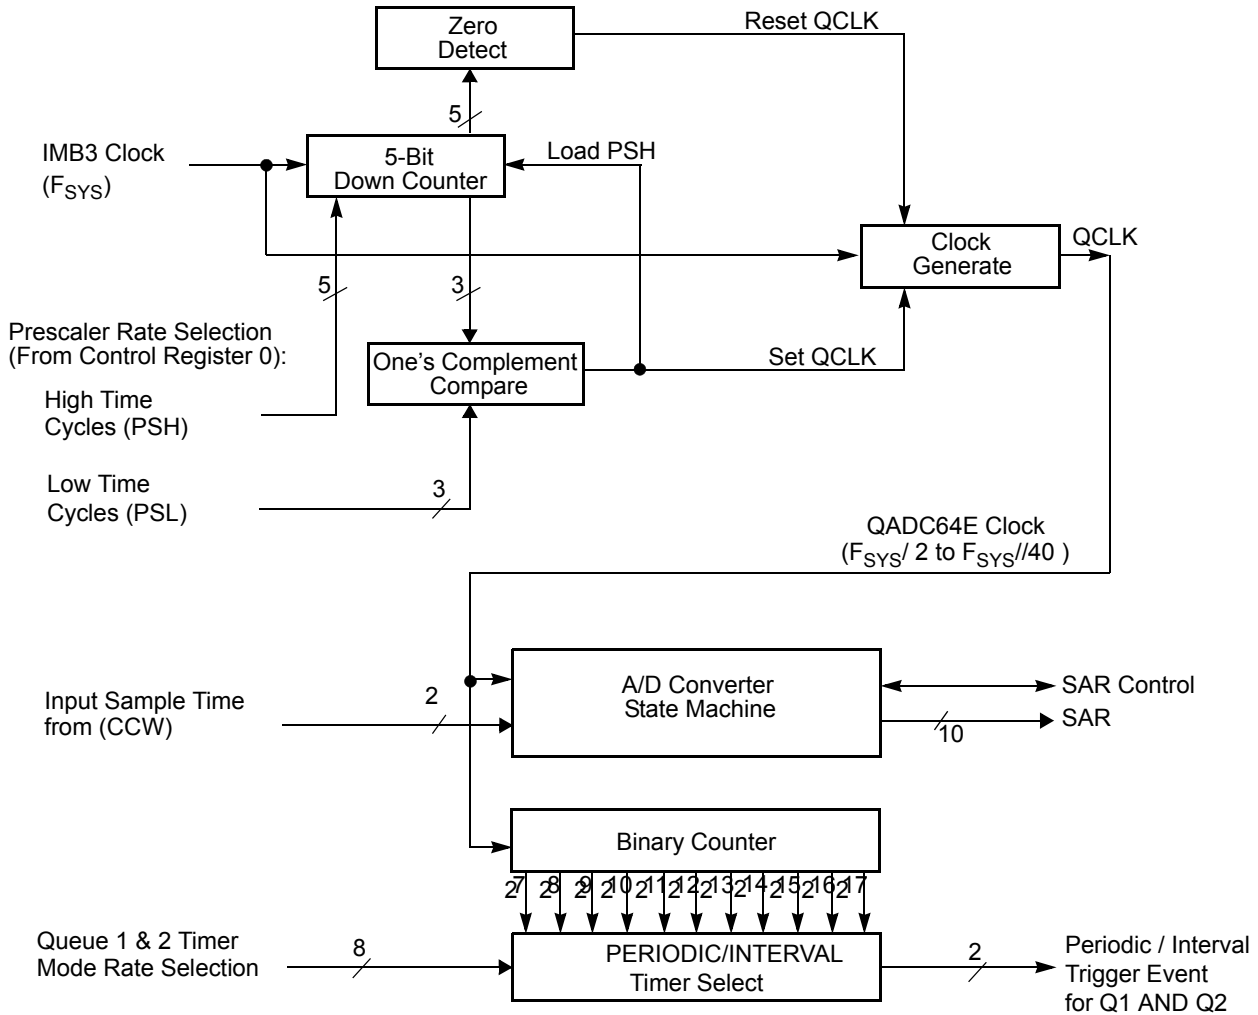 Zero
Detect
Reset QCLK
5
IMB3 Clock
(FSYS)
5-Bit
Down Counter
Load PSH
Clock
Generate
QCLK
5
3
Prescaler Rate Selection
(From Control Register 0):
One's Complement
Compare
Set QCLK
High Time
Cycles (PSH)
Low Time
Cycles (PSL)
3
QADC64E Clock
(FSYS/ 2 to FSYS//40 )
Input Sample Time
from (CCW)
2
A/D Converter
State Machine
SAR Control
SAR
10
Binary Counter
27 28 29 210 211 212 213 214 215 216 217
Queue 1 & 2 Timer
Mode Rate Selection
8
PERIODIC/INTERVAL
Timer Select
2
Periodic / Interval
Trigger Event
for Q1 AND Q2